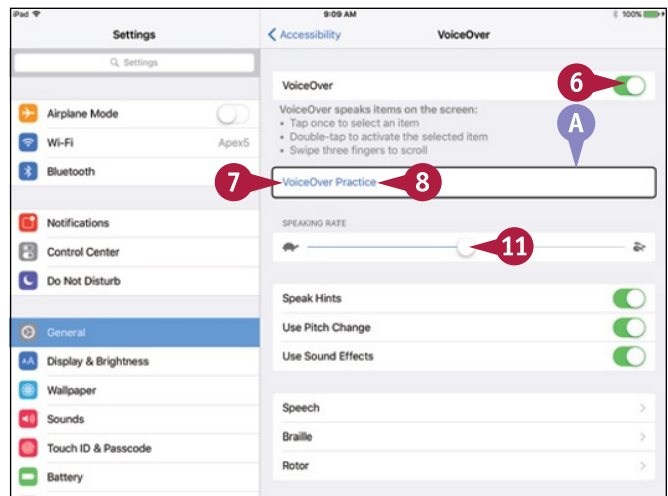 iPad 9:09 AM 100%
Settings
Settings
Airplane Mode
Wi-Fi Apex5
Bluetooth
Notifications
Control Center
Do Not Disturb
General
Display & Brightness
AA
Wallpaper
Sounds
Touch ID & Passcode
Battery
Accessibility VoiceOver
VoiceOver 6
VoiceOver speaks items on the screen:
• Tap once to select an item
• Double-tap to activate the selected item
• Swipe three fingers to scroll
A
7 VoiceOver Practice 8
SPEAKING RATE
11
Speak Hints
Use Pitch Change
Use Sound Effects
Speech
Braille
Rotor